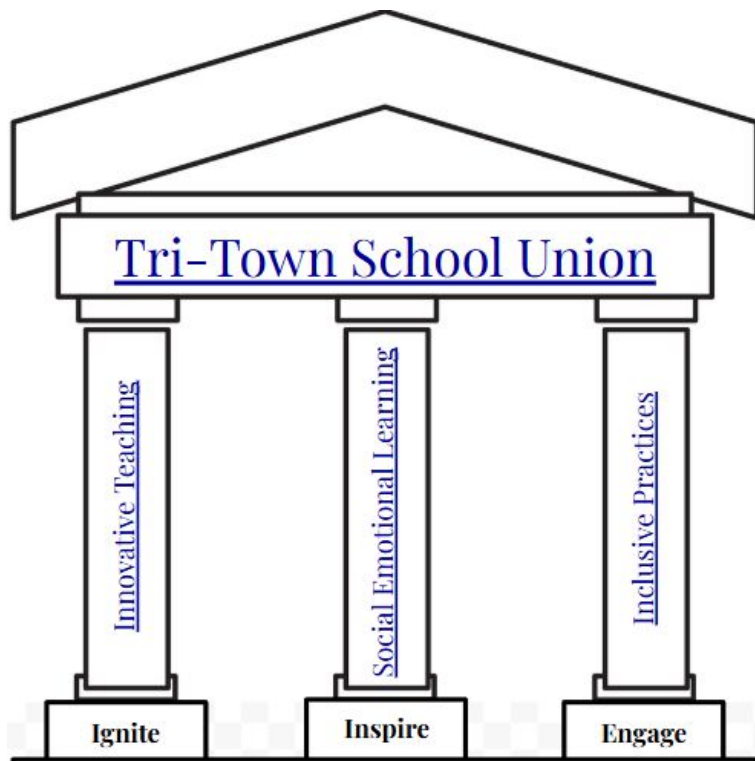 Tri-Town School Union
Innovative Teaching
Social Emotional Learning
Inclusive Practices
Ignite
Inspire
Engage